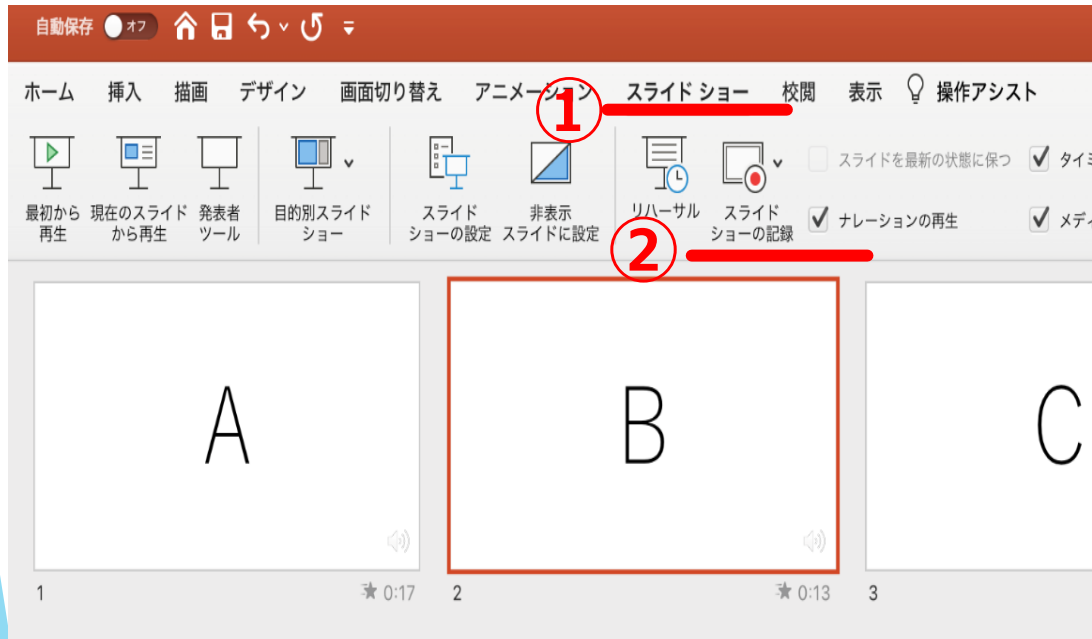 自動保存 オフ
ホーム 挿入 描画 デザイン 画面切り替え アニメーション スライド ショー 校閲 表示 操作アシスト
①
最初から
再生
現在のスライド
から再生
発表者
ツール
目的別スライド
ショー
スライド
ショーの設定
非表示
スライドに設定
リハーサル
スライド
ショーの記録
スライドを最新の状態に保つ
タイミ
ナレーションの再生
メディ
②
A
B
C
1
0:17
2
0:13
3